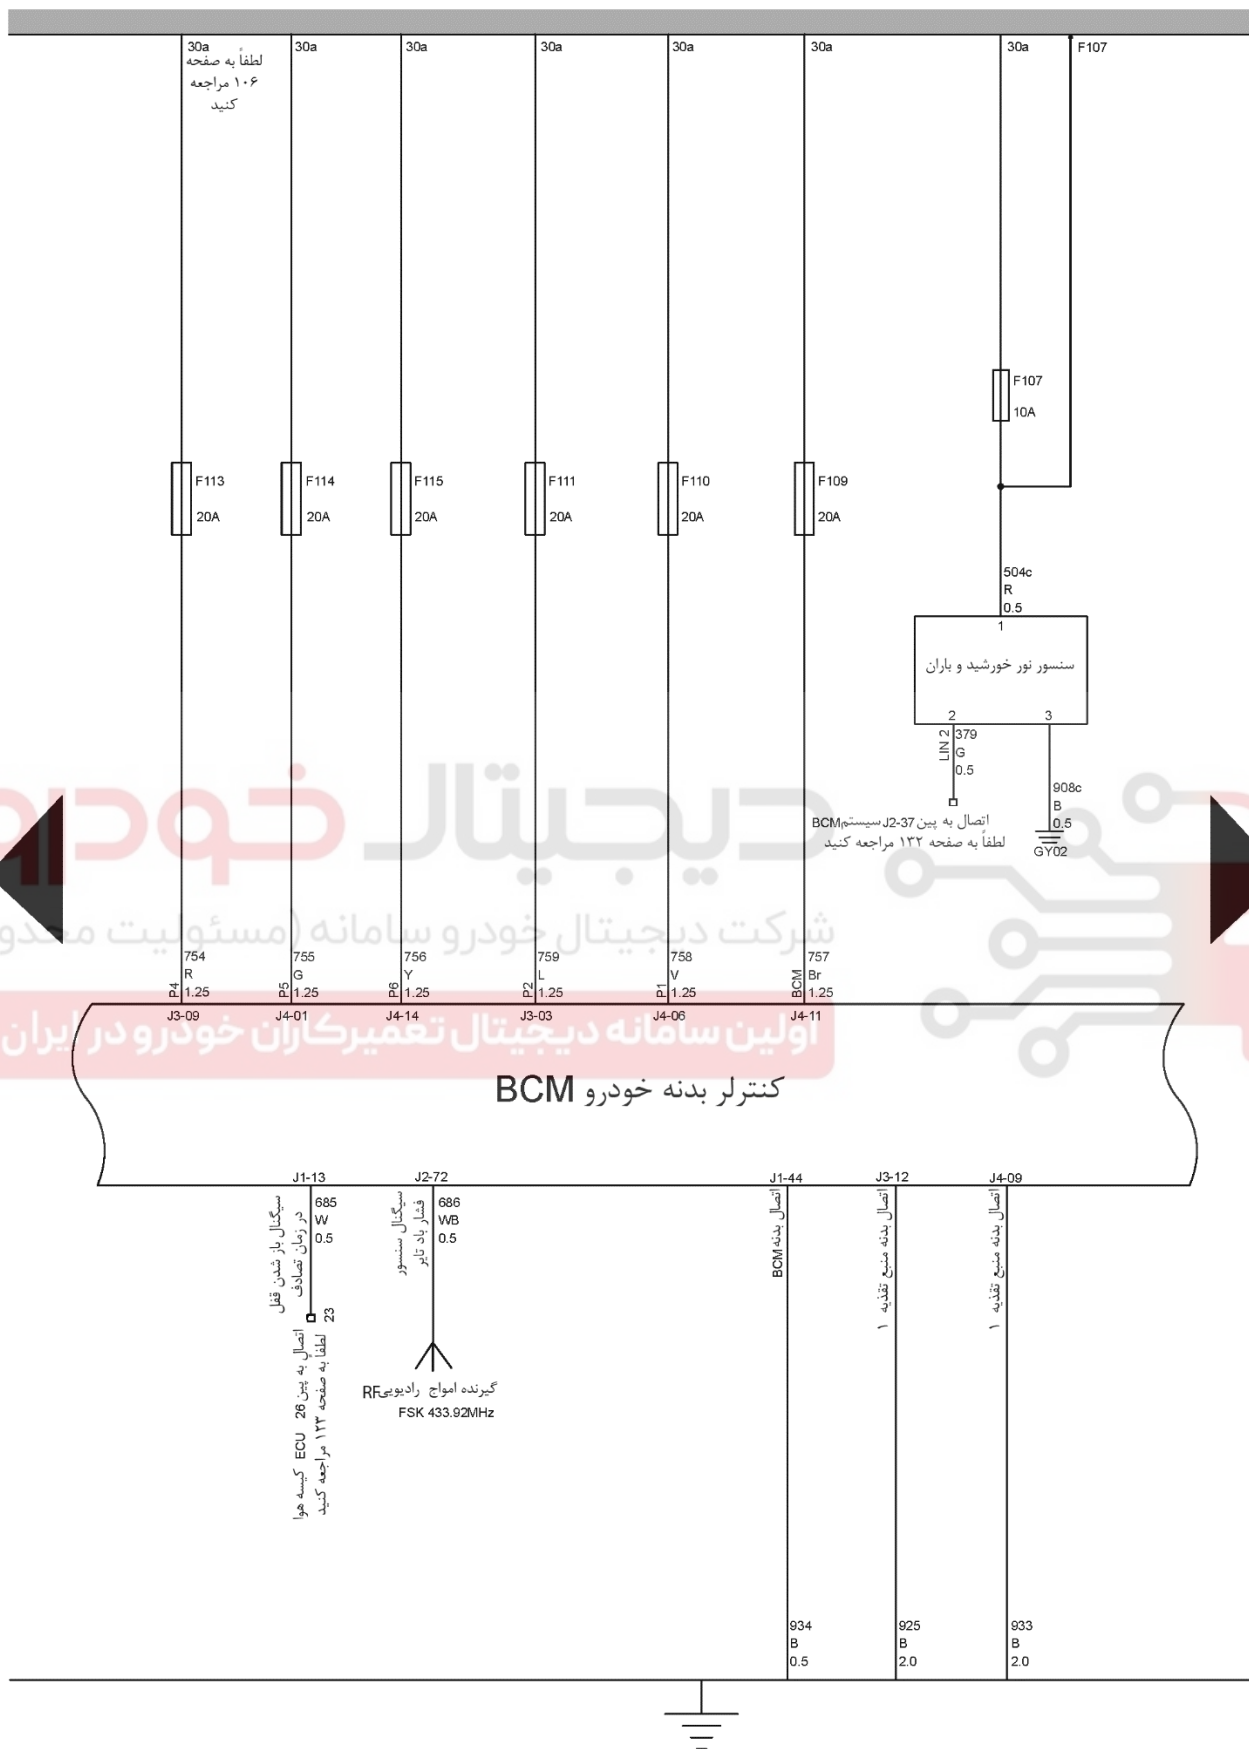 30a
30a
30a
30a
30a
30a
30a
F107
لطفاً به صفحه
۱۰۶ مراجعه
کنید
F107
10A
F113
20A
F114
20A
F115
20A
F111
20A
F110
20A
F109
20A
504c
R
0.5
1
سنسور نور خورشید و باران
2
3
LIN 2
379
G
0.5
908c
B
0.5
GY02
اتصال به پین J2-37 سیستم BCM
لطفاً به صفحه ۱۳۲ مراجعه کنید
دیجیتال خودرو
شرکت دیجیتال خودرو سامانه (مسئولیت محدو
اولین سامانه دیجیتال تعمیرکاران خودرو در ایران
P4
754
R
1.25
J3-09
P5
755
G
1.25
J4-01
P6
756
Y
1.25
J4-14
P2
759
L
1.25
J3-03
P1
758
V
1.25
J4-06
BCM
757
Br
1.25
J4-11
کنترلر بدنه خودرو BCM
J1-13
685
W
0.5
سیگنال باز شدن قفل
در زمان تصادف
23
اتصال به پین 26 ECU کیسه هوا
لطفاً به صفحه ۱۲۳ مراجعه کنید
J2-72
686
WB
0.5
سیگنال سنسور
فشار باد تایر
گیرنده امواج رادیویی RF
FSK 433.92MHz
J1-44
اتصال بدنه BCM
934
B
0.5
J3-12
اتصال بدنه منبع تقذیه ۱
925
B
2.0
J4-09
اتصال بدنه منبع تقذیه ۱
933
B
2.0